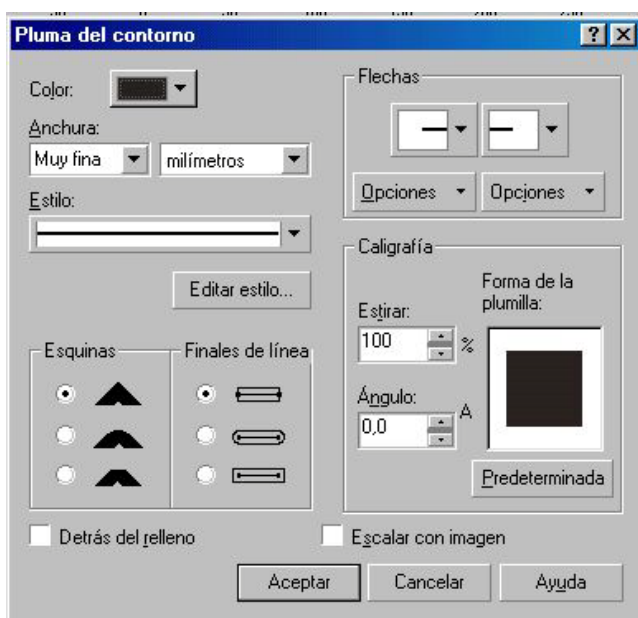 Pluma del contorno
? x
Color:
Anchura:
Muy fina
milímetros
Estilo:
Editar estilo...
Esquinas
Finales de línea
Flechas
Opciones
Opciones
Caligrafía
Estirar:
100
%
Ángulo:
0,0
A
Forma de la
plumilla:
Predeterminada
Detrás del relleno
Escalar con imagen
Aceptar
Cancelar
Ayuda